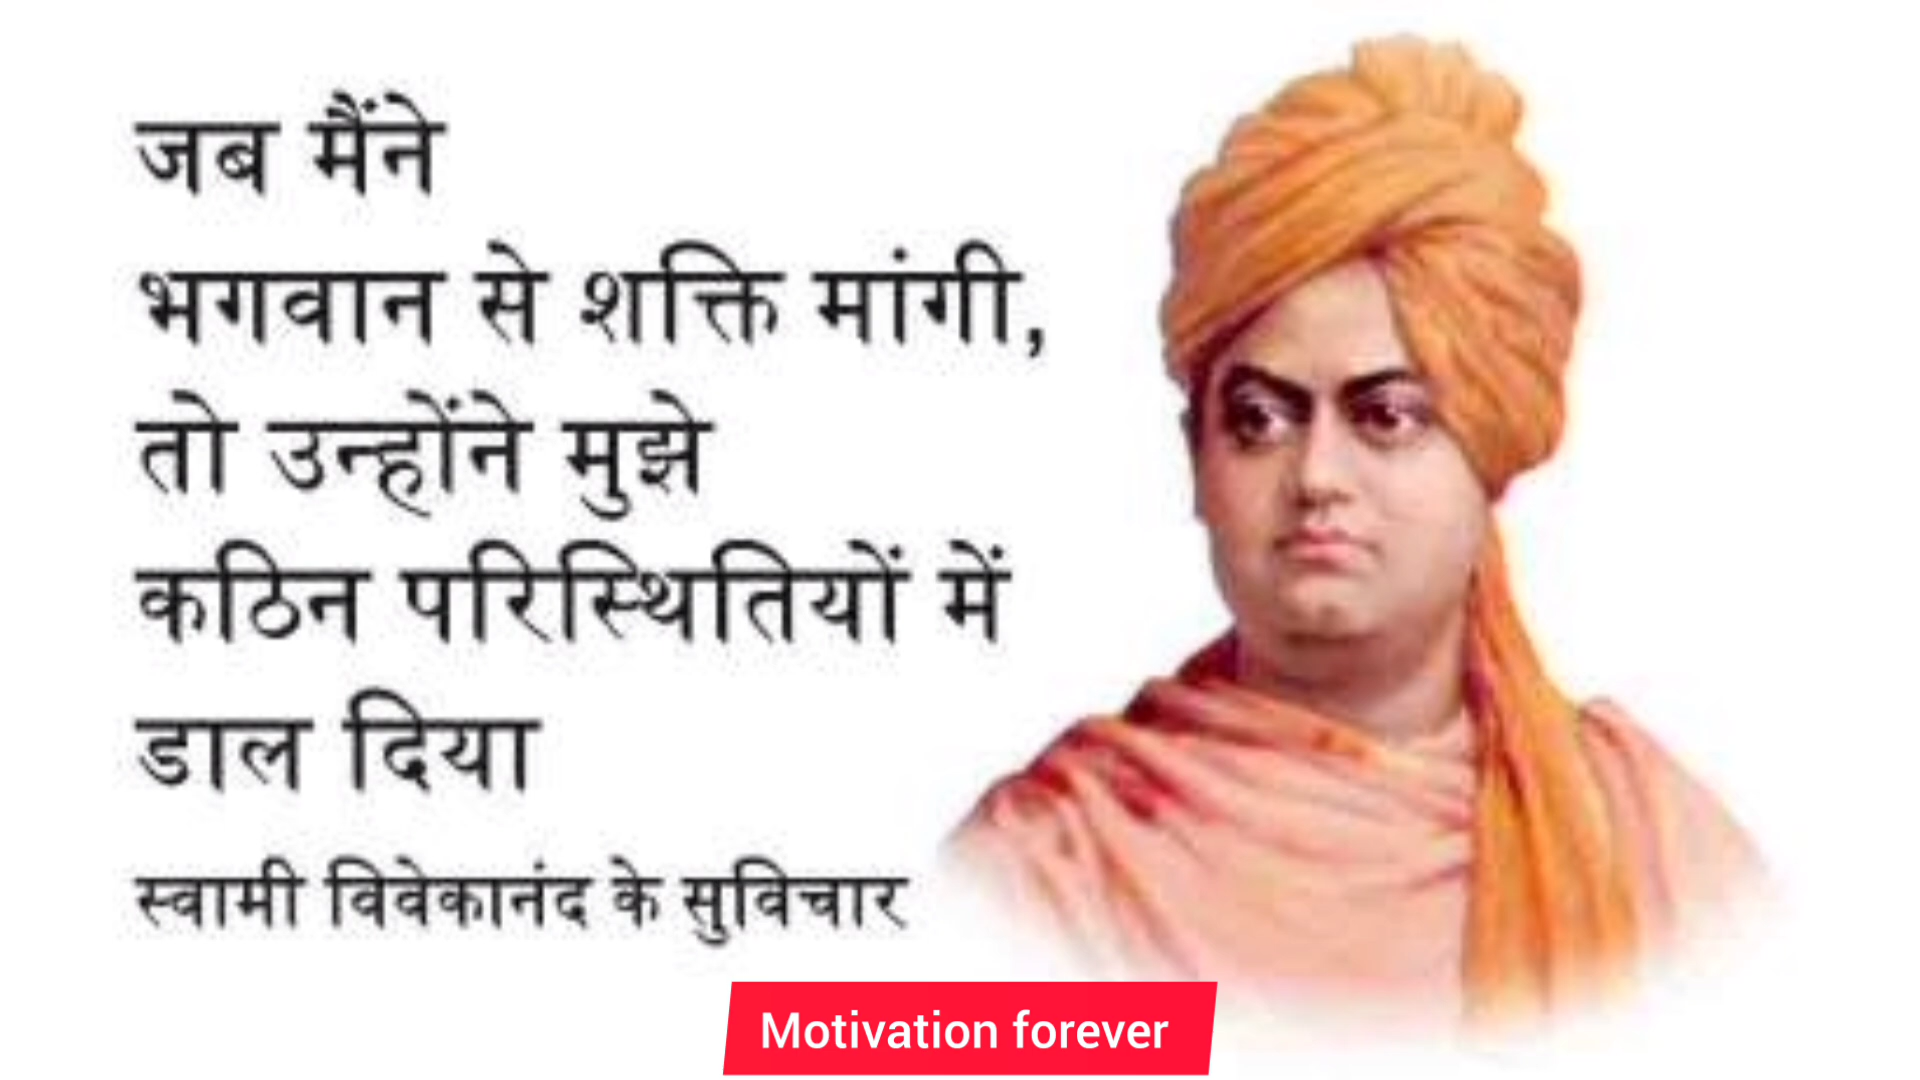 जब मैंने
भगवान से शक्ति मांगी,
तो उन्होंने मुझे
कठिन परिस्थितियों में
डाल दिया
स्वामी विवेकानंद के सुविचार
Motivation forever